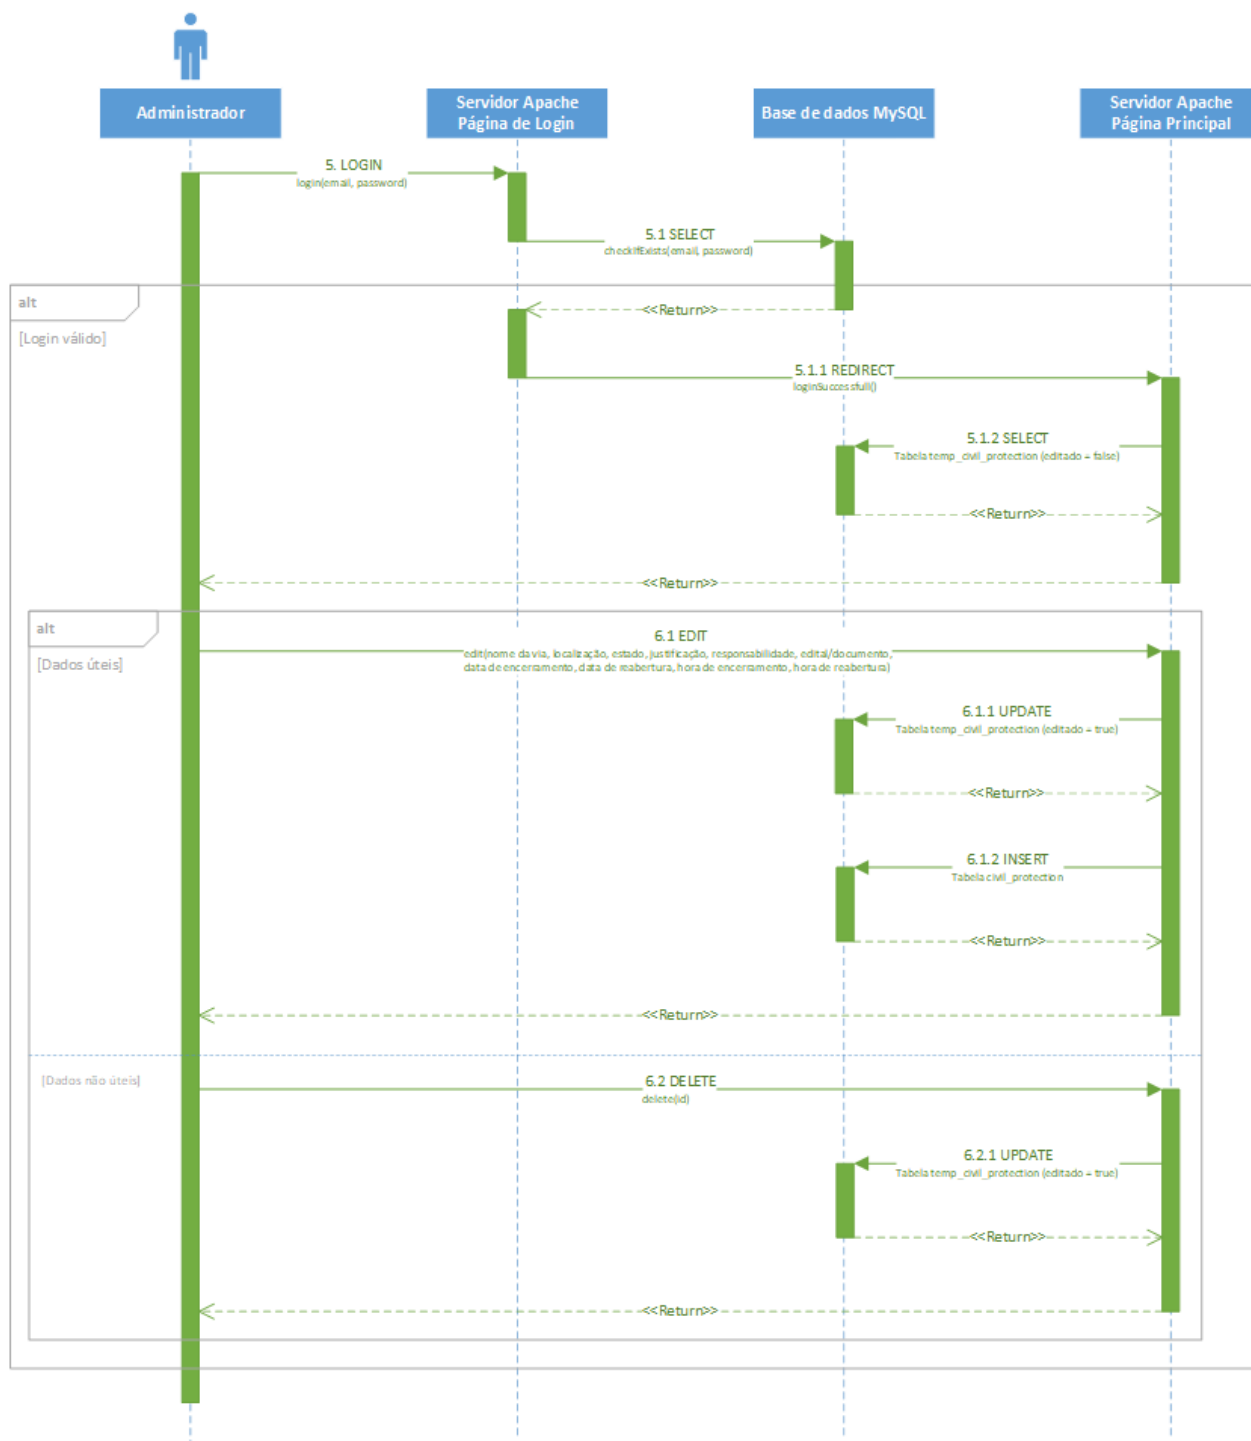 Administrador
Servidor Apache
Página de Login
Base de dados MySQL
Servidor Apache
Página Principal
5. LOGIN
login(email, password)
5.1 SELECT
checkIfExists(email, password)
alt
<<Return>>
[Login válido]
5.1.1 REDIRECT
loginSuccessfull()
5.1.2 SELECT
Tabela temp_civil_protection (editado = false)
<<Return>>
<<Return>>
alt
6.1 EDIT
edit(nome da via, localização, estado, justificação, responsabilidade, edital/documento,
data de encerramento, data de reabertura, hora de encerramento, hora de reabertura)
[Dados úteis]
6.1.1 UPDATE
Tabela temp_civil_protection (editado = true)
<<Return>>
6.1.2 INSERT
Tabela civil_protection
<<Return>>
<<Return>>
[Dados não úteis]
6.2 DELETE
delete(id)
6.2.1 UPDATE
Tabela temp_civil_protection (editado = true)
<<Return>>
<<Return>>